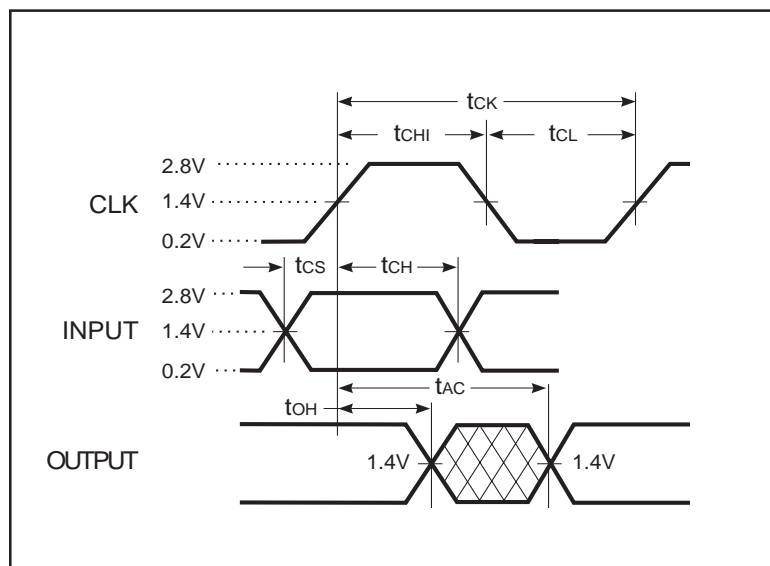 tCK
tCHI tCL
2.8V
CLK 1.4V
0.2V
tCS tCH
2.8V
INPUT 1.4V
0.2V
tAC
tOH
OUTPUT 1.4V 1.4V